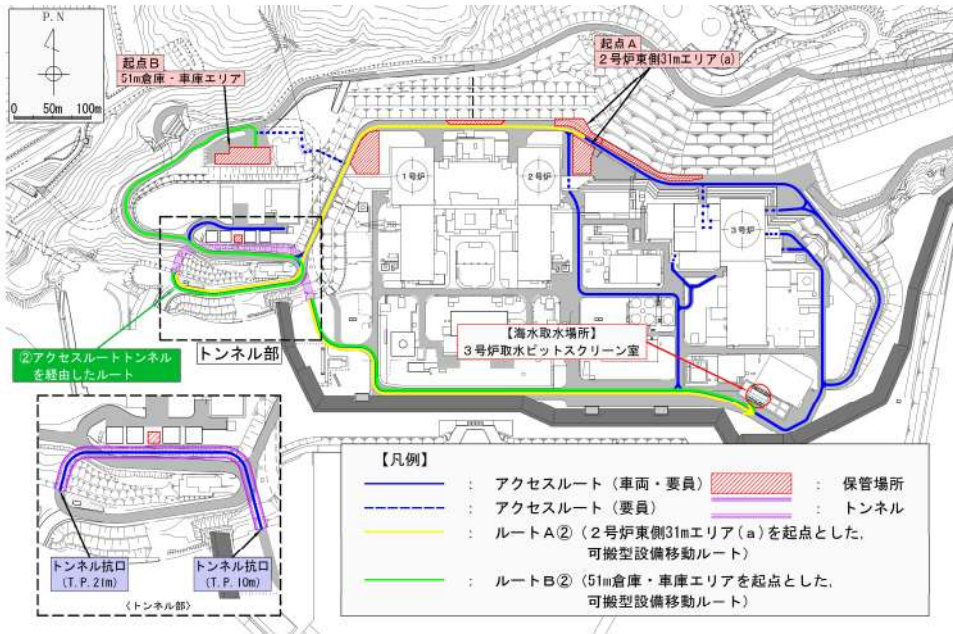 P.N
0 50m 100m
起点B
51m倉庫・車庫エリア
起点A
2号炉東側31mエリア(a)
1号炉
2号炉
3号炉
【海水取水場所】
3号炉取水ピットスクリーン室
②アクセスルートトンネル
を経由したルート
トンネル部
トンネル坑口
(T.P.21m)
トンネル坑口
(T.P.10m)
〈トンネル部〉
【凡例】
: アクセスルート(車両・要員)
: 保管場所
: アクセスルート(要員)
: トンネル
: ルートA②(2号炉東側31mエリア(a)を起点とした,
可搬型設備移動ルート)
: ルートB②(51m倉庫・車庫エリアを起点とした,
可搬型設備移動ルート)